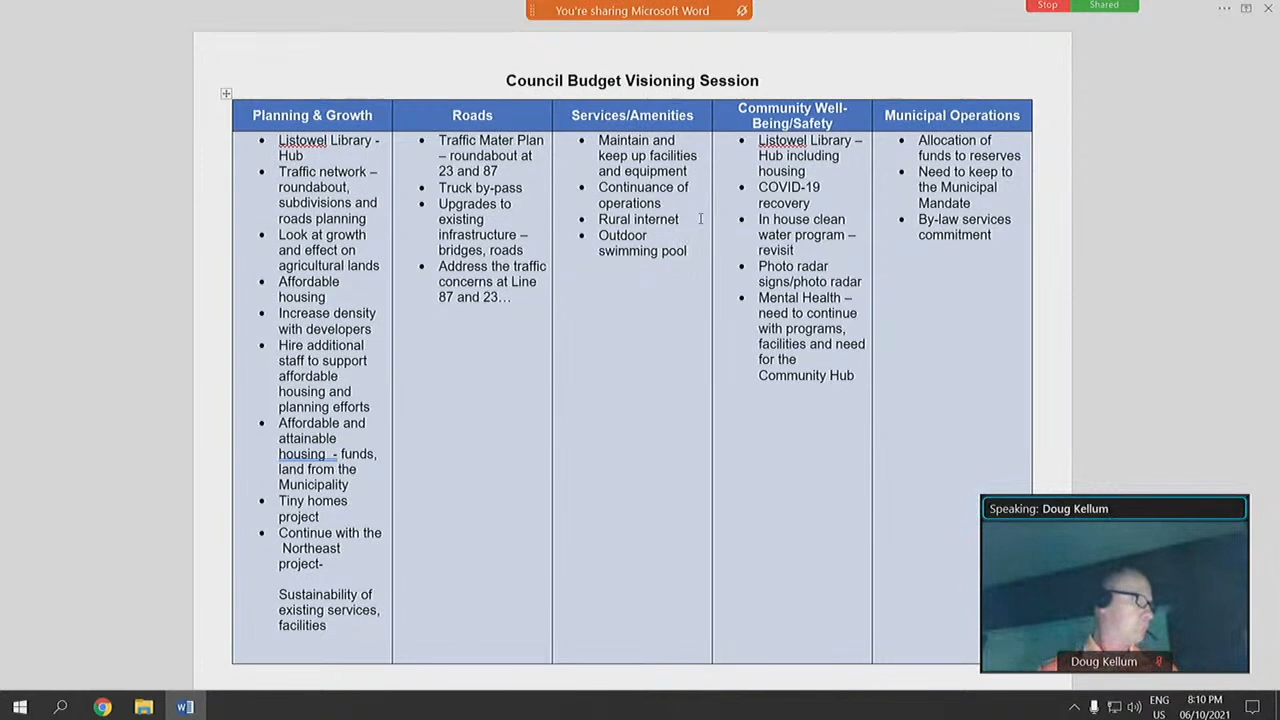 You're sharing Microsoft Word
Stop
Shared
Council Budget Visioning Session
Planning & Growth
• Listowel Library -
Hub
• Traffic network –
roundabout,
subdivisions and
roads planning
• Look at growth
and effect on
agricultural lands
• Affordable
housing
• Increase density
with developers
• Hire additional
staff to support
affordable
housing and
planning efforts
• Affordable and
attainable
housing - funds,
land from the
Municipality
• Tiny homes
project
• Continue with the
Northeast
project-
Sustainability of
existing services,
facilities
Roads
• Traffic Mater Plan
– roundabout at
23 and 87
• Truck by-pass
• Upgrades to
existing
infrastructure –
bridges, roads
• Address the traffic
concerns at Line
87 and 23…
Services/Amenities
• Maintain and
keep up facilities
and equipment
• Continuance of
operations
• Rural internet
• Outdoor
swimming pool
Community Well-
Being/Safety
• Listowel Library –
Hub including
housing
• COVID-19
recovery
• In house clean
water program –
revisit
• Photo radar
signs/photo radar
• Mental Health –
need to continue
with programs,
facilities and need
for the
Community Hub
Municipal Operations
• Allocation of
funds to reserves
• Need to keep to
the Municipal
Mandate
• By-law services
commitment
Speaking: Doug Kellum
Doug Kellum
ENG
US
8:10 PM
06/10/2021